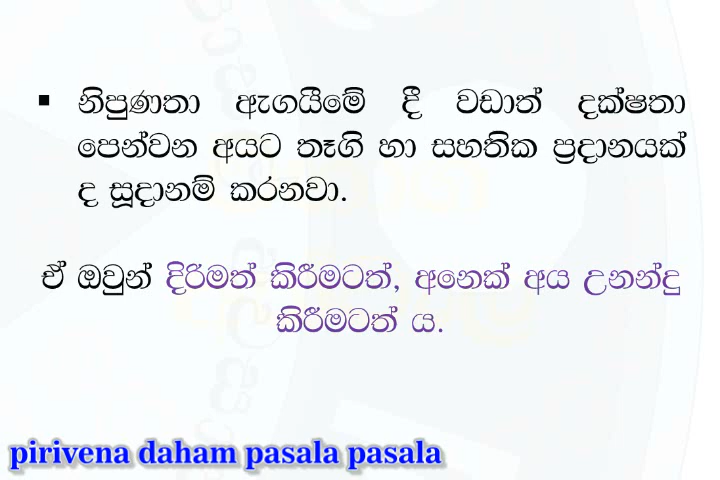 ▪ නිපුණතා ඇගයීමේ දී වඩාත් දක්ෂතා
පෙන්වන අයට තෑගි හා සහතික ප්‍රදානයක්
ද සූදානම් කරනවා.
ඒ ඔවුන් දිරිමත් කිරීමටත්, අනෙක් අය උනන්දු
කිරීමටත් ය.
pirivena daham pasala pasala